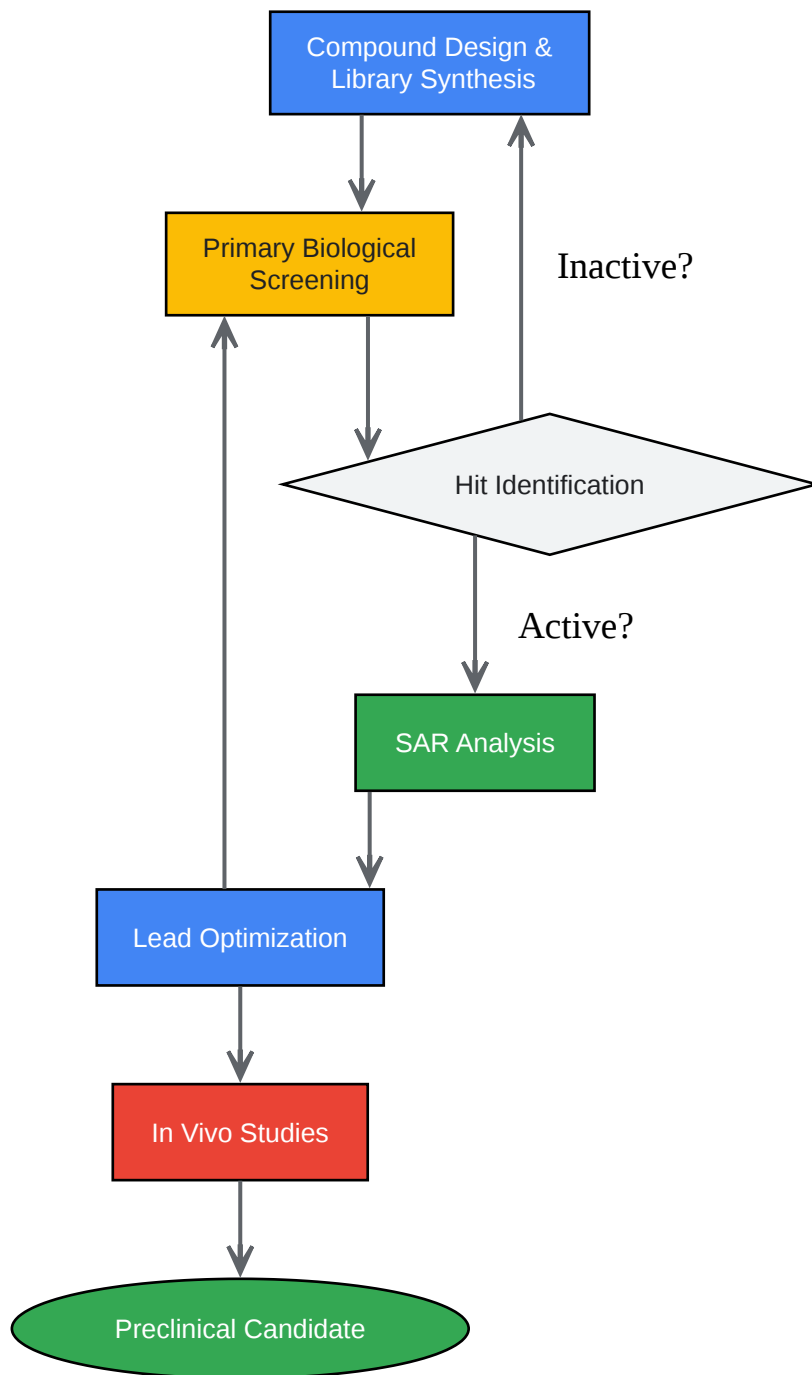 Compound Design &
Library Synthesis
Primary Biological
Screening
Inactive?
Hit Identification
Active?
SAR Analysis
Lead Optimization
In Vivo Studies
Preclinical Candidate